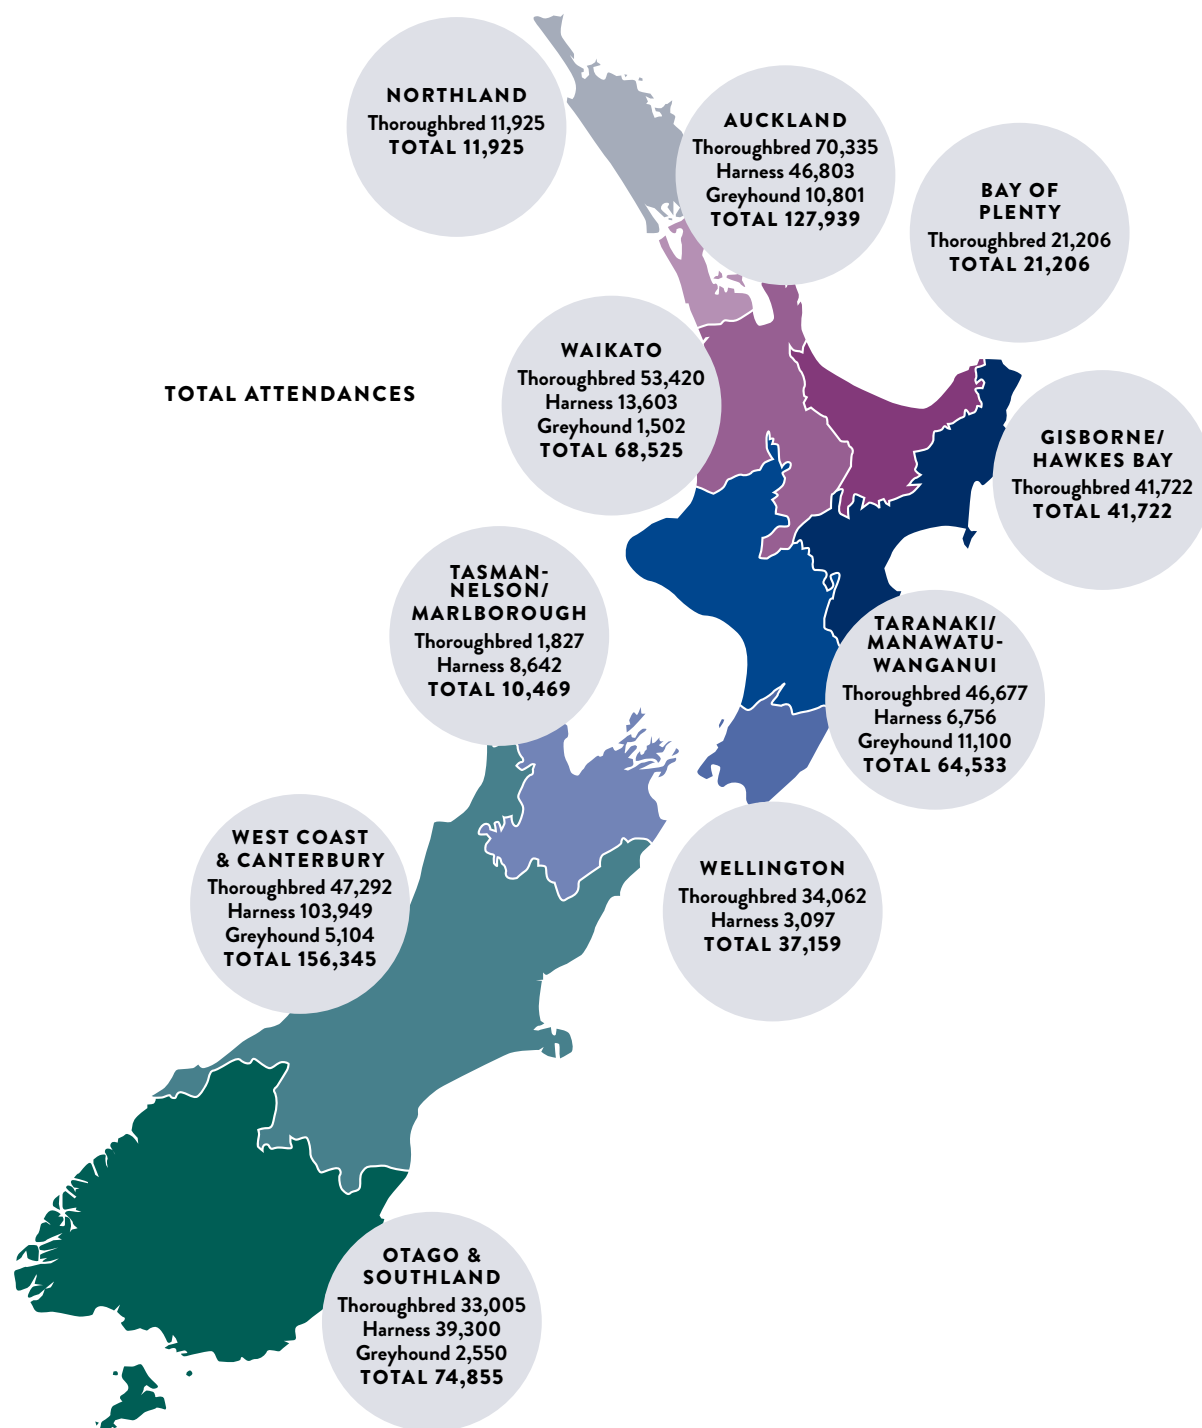 NORTHLAND
Thoroughbred 11,925
TOTAL 11,925
AUCKLAND
Thoroughbred 70,335
Harness 46,803
Greyhound 10,801
TOTAL 127,939
BAY OF
PLENTY
Thoroughbred 21,206
TOTAL 21,206
WAIKATO
Thoroughbred 53,420
Harness 13,603
Greyhound 1,502
TOTAL 68,525
TOTAL ATTENDANCES
GISBORNE/
HAWKES BAY
Thoroughbred 41,722
TOTAL 41,722
TASMAN-
NELSON/
MARLBOROUGH
Thoroughbred 1,827
Harness 8,642
TOTAL 10,469
TARANAKI/
MANAWATU-
WANGANUI
Thoroughbred 46,677
Harness 6,756
Greyhound 11,100
TOTAL 64,533
WEST COAST
& CANTERBURY
Thoroughbred 47,292
Harness 103,949
Greyhound 5,104
TOTAL 156,345
WELLINGTON
Thoroughbred 34,062
Harness 3,097
TOTAL 37,159
OTAGO &
SOUTHLAND
Thoroughbred 33,005
Harness 39,300
Greyhound 2,550
TOTAL 74,855